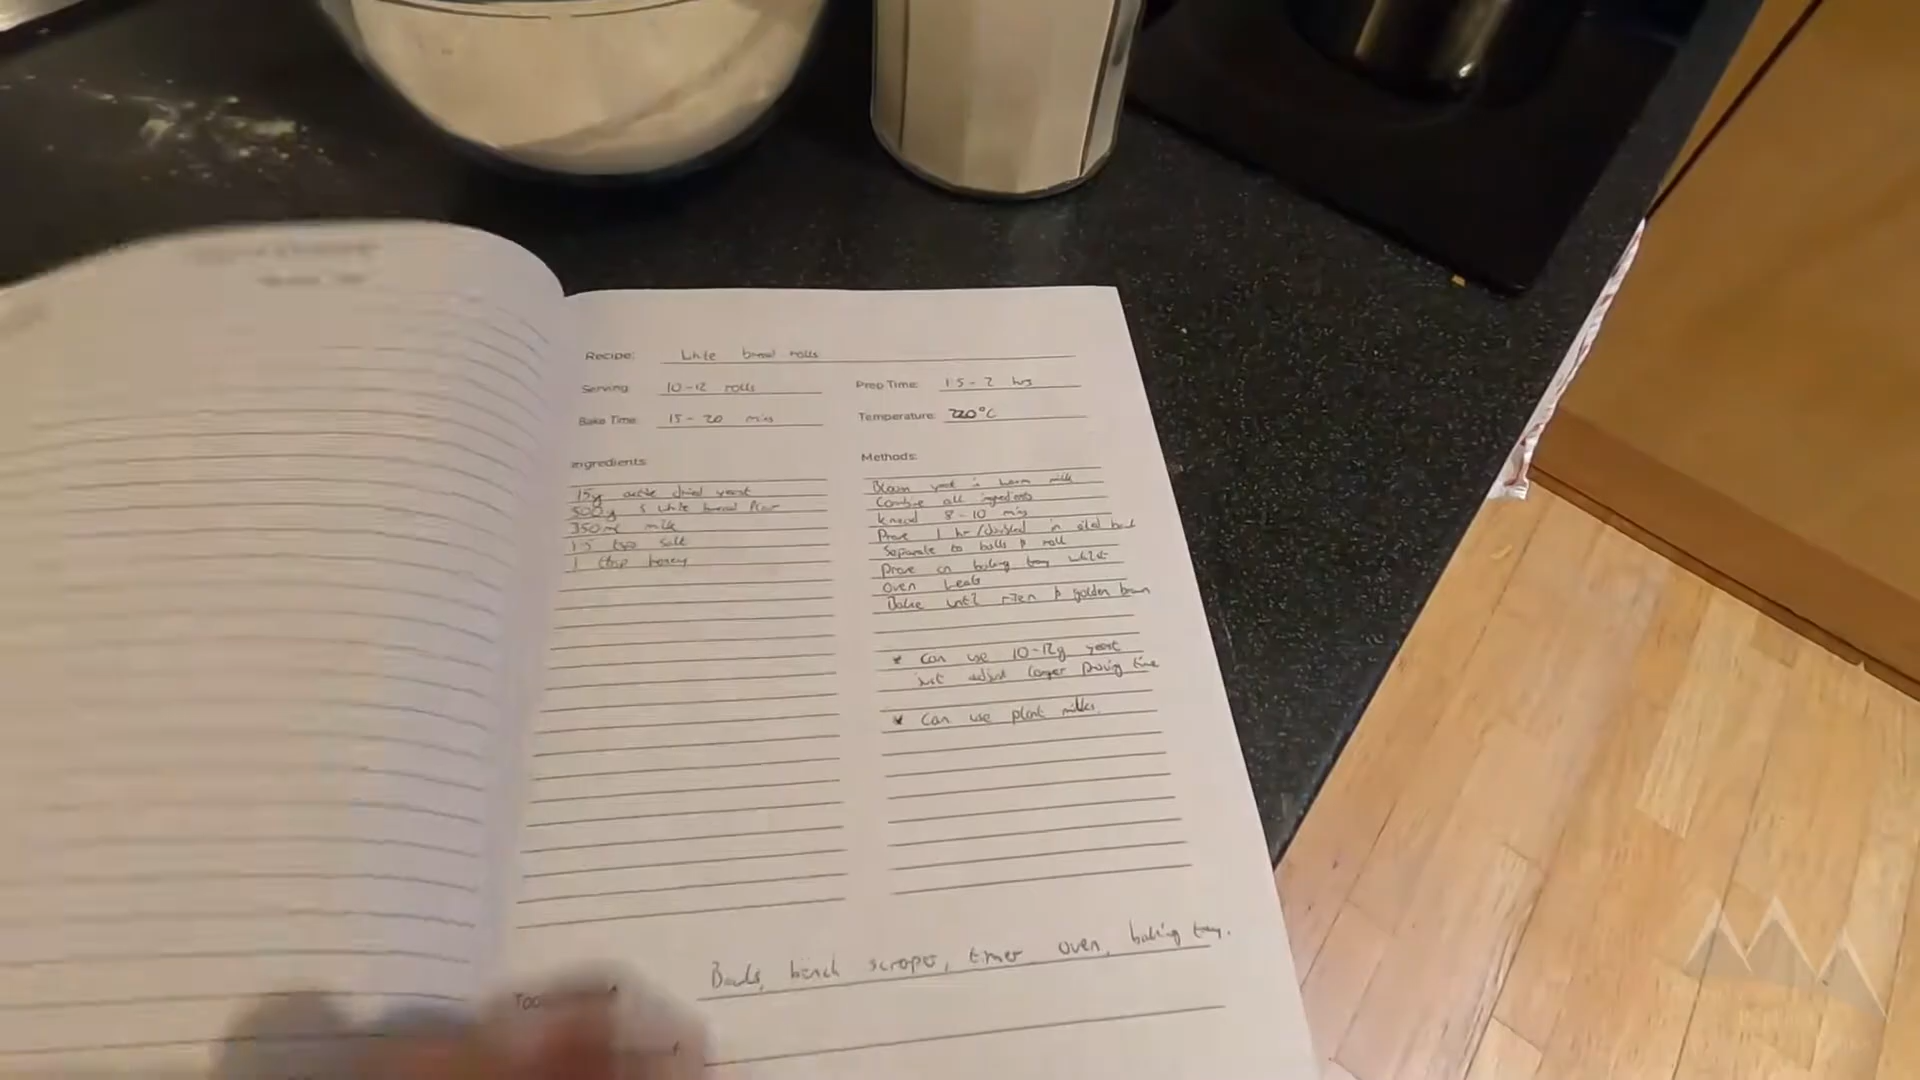 Recipe: White bread rolls
Serving: 10-12 rolls
Prep Time: 1.5 - 2 hrs
Bake Time: 15 - 20 mins
Temperature: 220°C
Ingredients:
15g active dried yeast
500g s white bread flour
350ml milk
1.5 tsp salt
1 tbsp honey
Methods:
Bloom yeast in warm milk
Combine all ingredients
Knead 8-10 mins
Prove 1 hr/doubled in oiled bowl
Separate to balls & roll
Prove on baking tray whilst
oven heats
Bake until risen & golden brown
* Can use 10-12g yeast
just adjust longer proving time
* Can use plant milks.
Bowls, bench scraper, timer oven, baking tray.